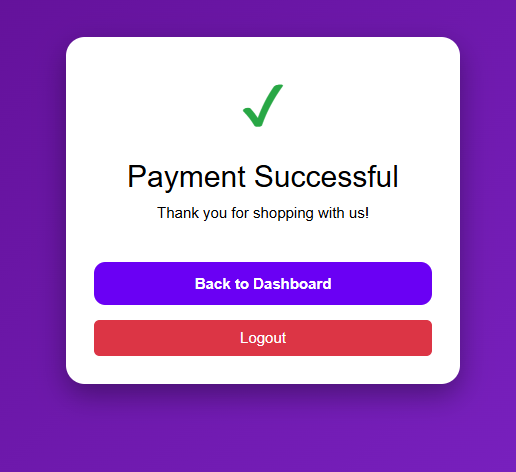 Payment Successful
Thank you for shopping with us!
Back to Dashboard
Logout